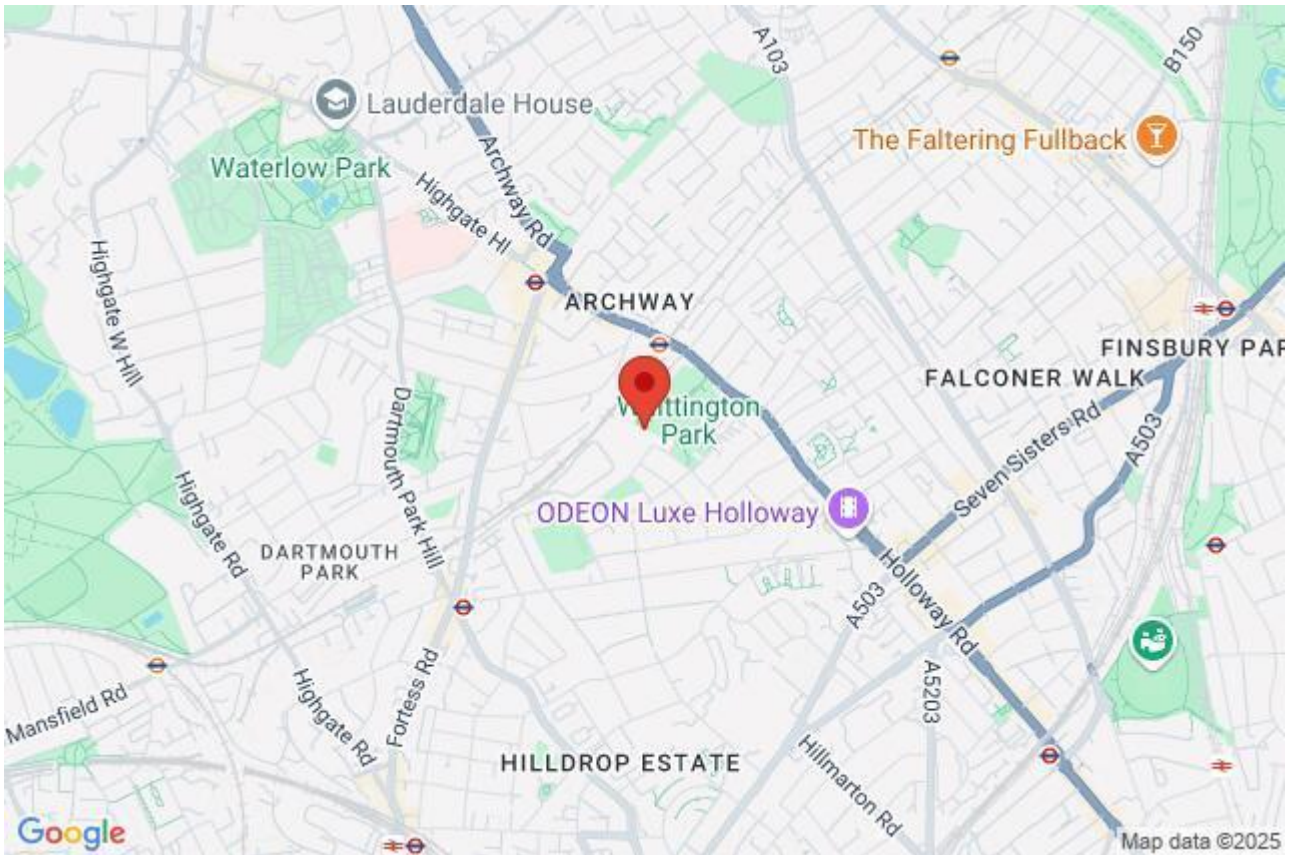 A103
B150
Lauderdale House
The Faltering Fullback
Waterlow Park
Archway Rd
Highgate Hl
Highgate W Hill
ARCHWAY
FINSBURY PAR
FALCONER WALK
Whittington
Park
Dartmouth Park Hill
Seven Sisters Rd
A503
ODEON Luxe Holloway
Highgate Rd
DARTMOUTH
PARK
Holloway Rd
A503
Mansfield Rd
Highgate Rd
Fortess Rd
A5203
HILLDROP ESTATE
Hillmarton Rd
Google
Map data ©2025